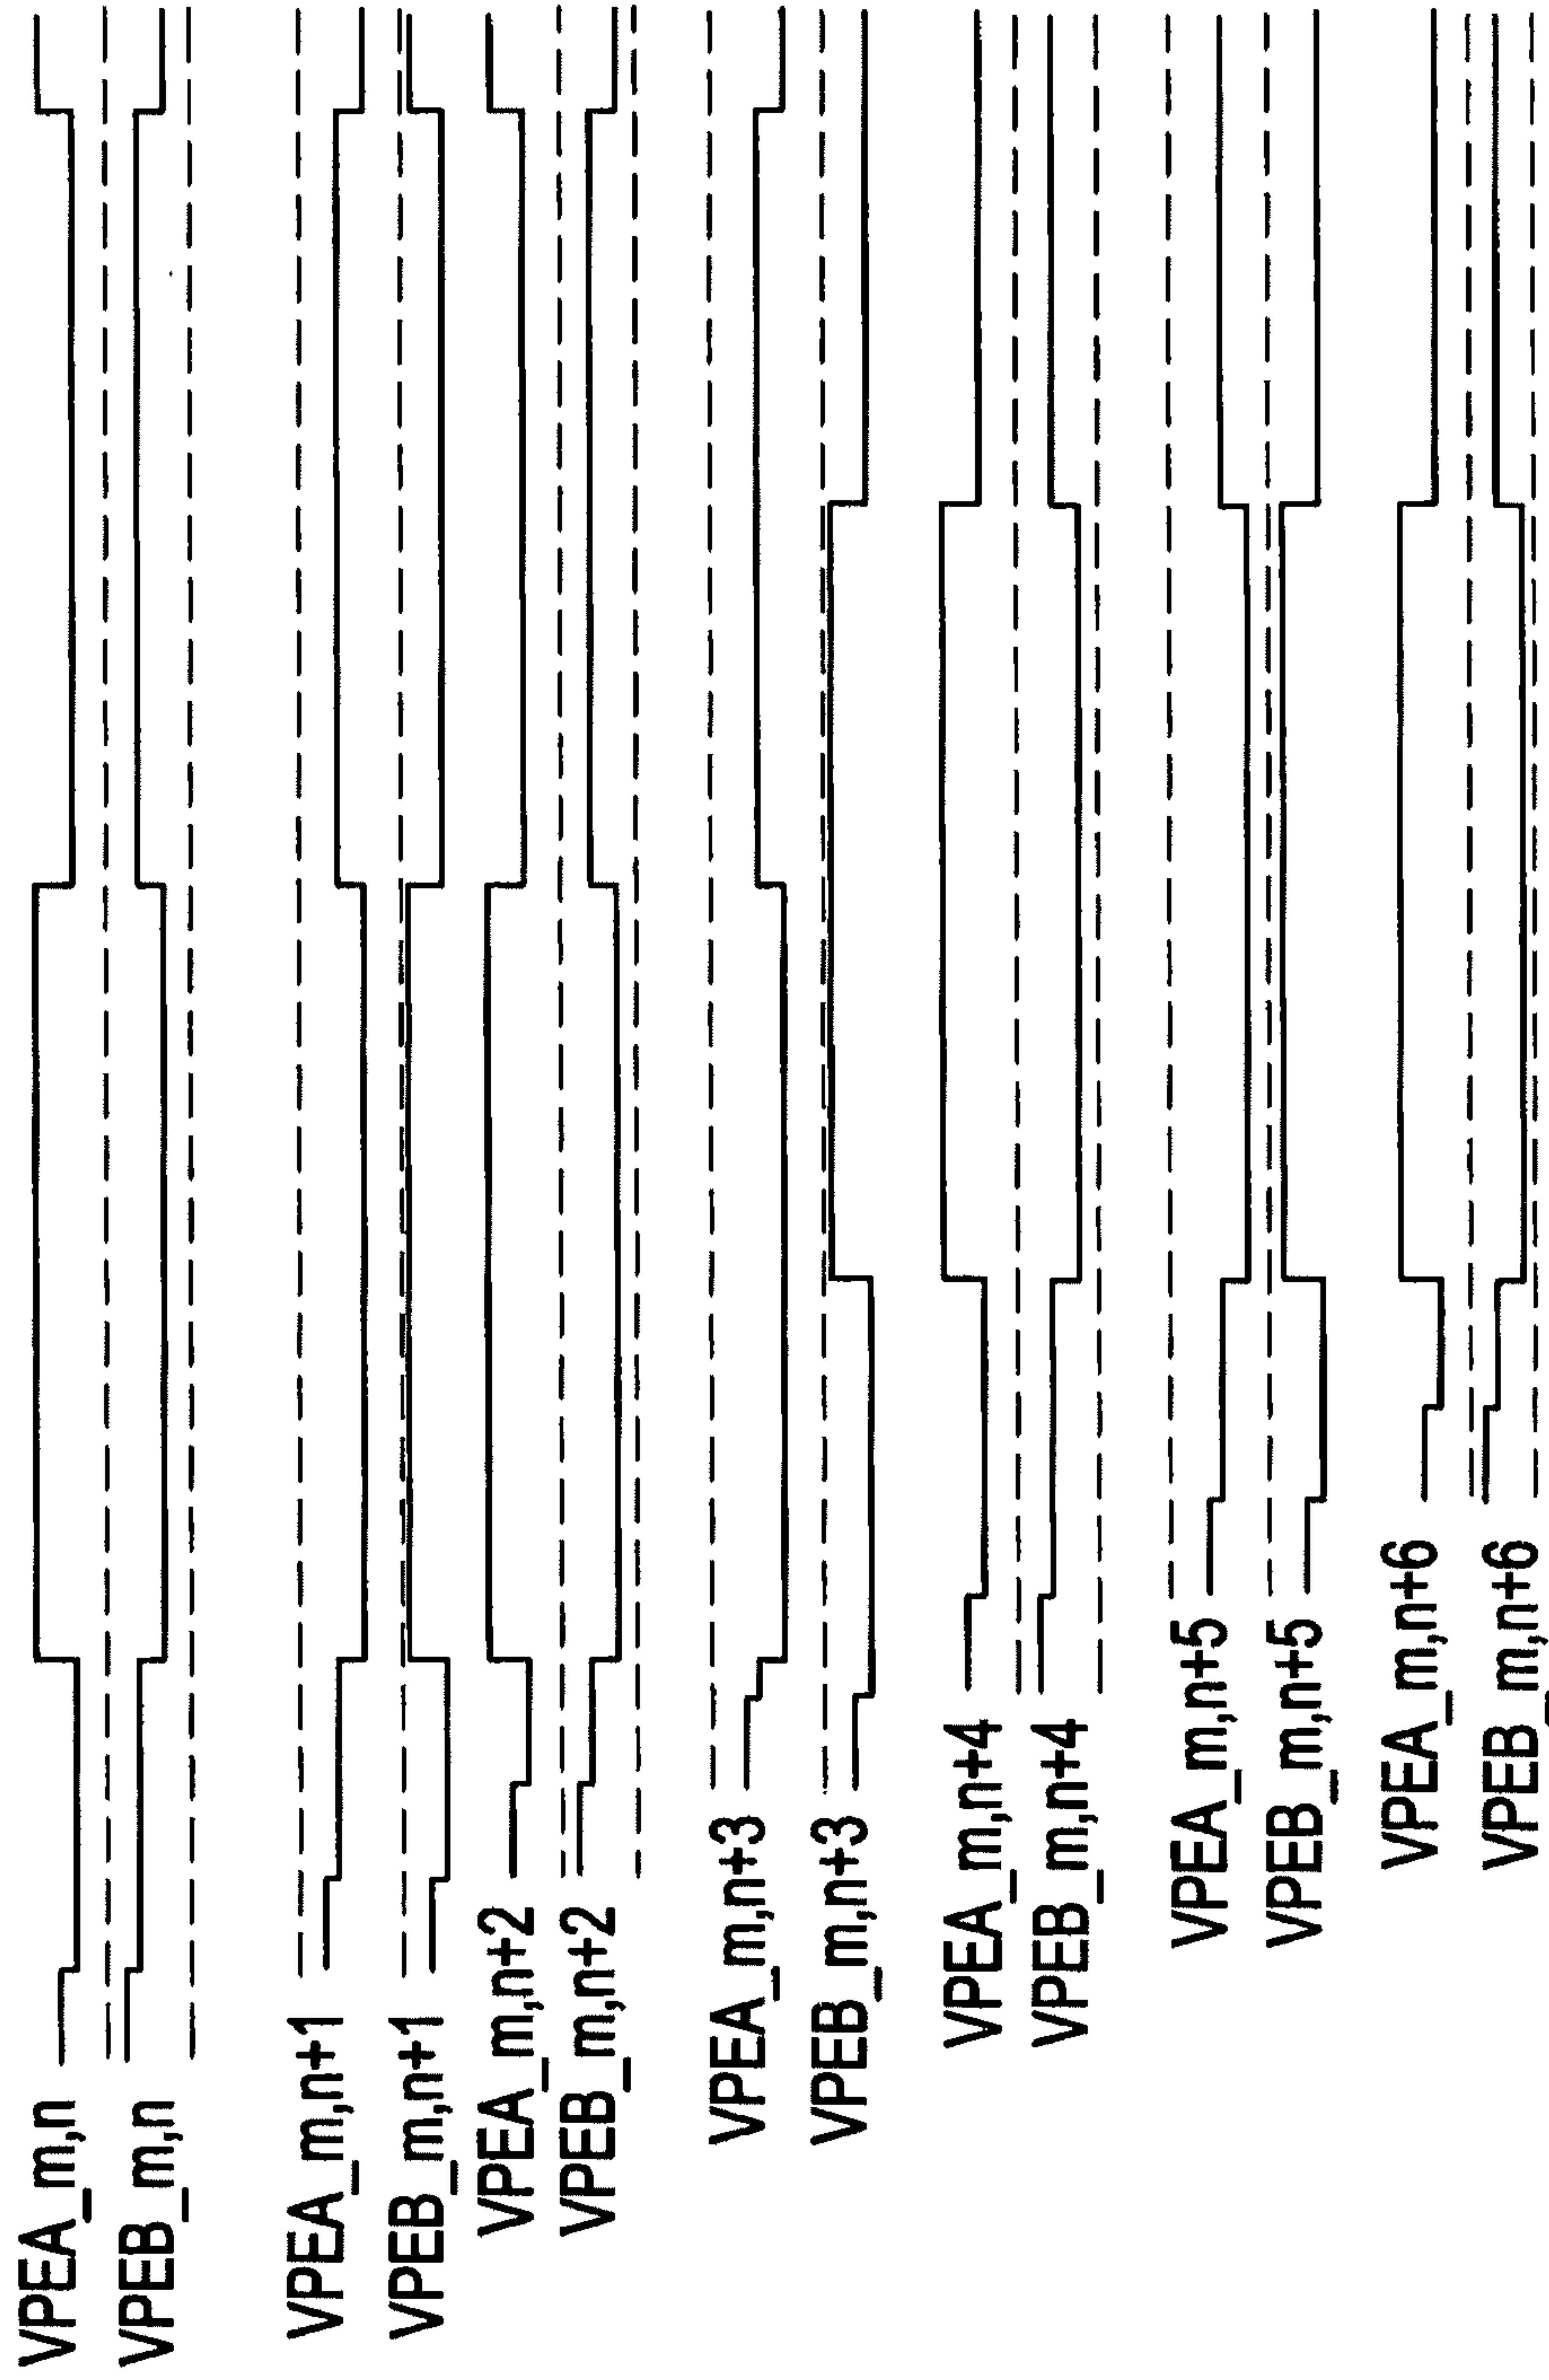 VPEA_m,n
VPEB_m,n
VPEA_m,n+1
VPEB_m,n+1
VPEA_m,n+2
VPEB_m,n+2
VPEA_m,n+3
VPEB_m,n+3
VPEA_m,n+4
VPEB_m,n+4
VPEA_m,n+5
VPEB_m,n+5
VPEA_m,n+6
VPEB_m,n+6